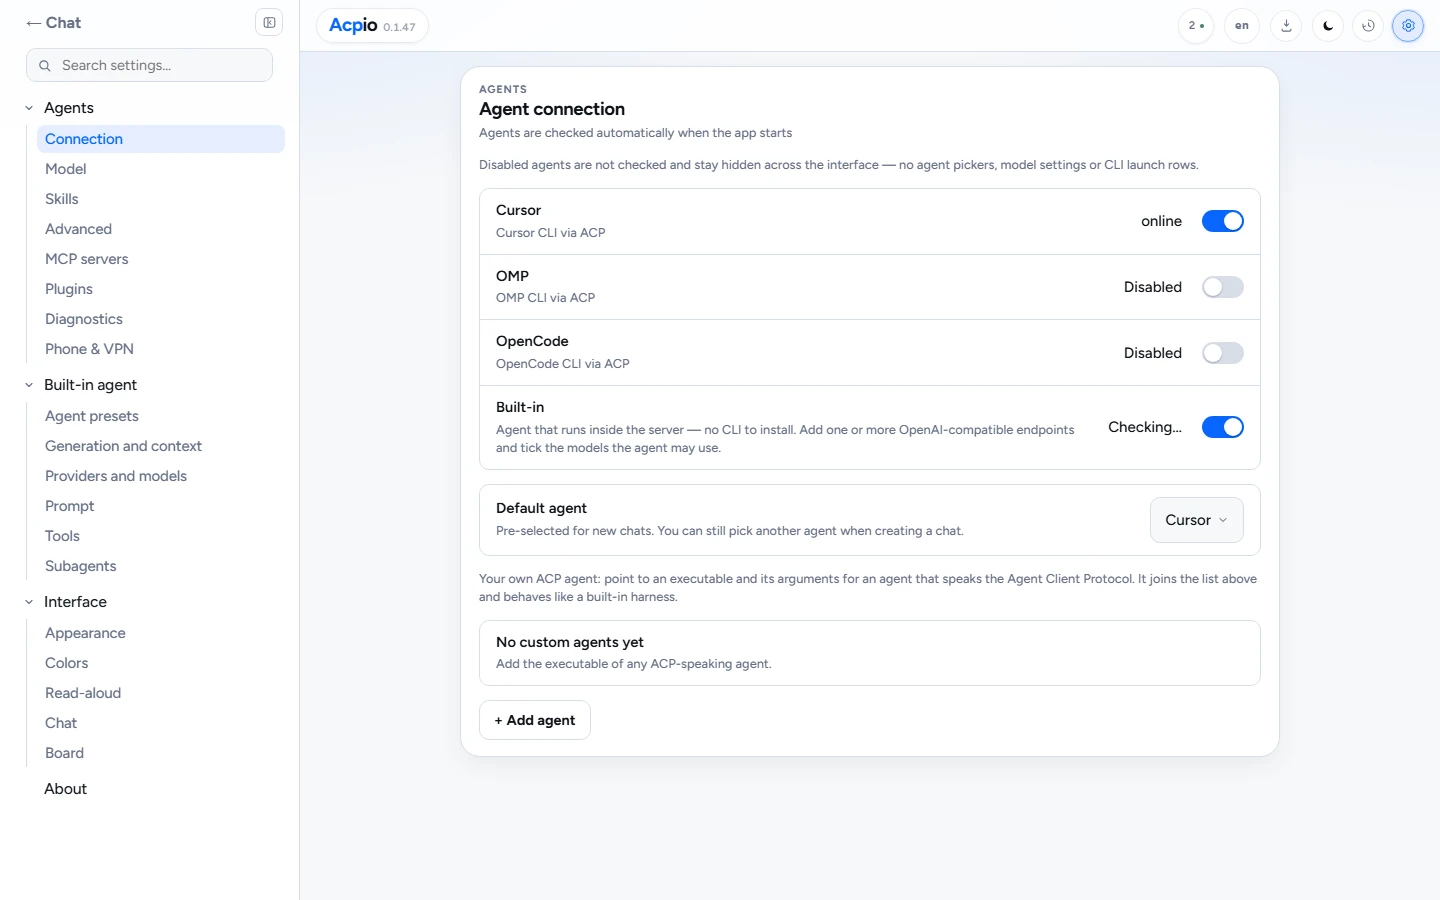 ← Chat
Search settings...
Agents
Connection
Model
Skills
Advanced
MCP servers
Plugins
Diagnostics
Phone & VPN
Built-in agent
Agent presets
Generation and context
Providers and models
Prompt
Tools
Subagents
Interface
Appearance
Colors
Read-aloud
Chat
Board
About
Acpio 0.1.47
2
en
AGENTS
Agent connection
Agents are checked automatically when the app starts
Disabled agents are not checked and stay hidden across the interface — no agent pickers, model settings or CLI launch rows.
Cursor
Cursor CLI via ACP
online
OMP
OMP CLI via ACP
Disabled
OpenCode
OpenCode CLI via ACP
Disabled
Built-in
Agent that runs inside the server — no CLI to install. Add one or more OpenAI-compatible endpoints
and tick the models the agent may use.
Checking...
Default agent
Pre-selected for new chats. You can still pick another agent when creating a chat.
Cursor
Your own ACP agent: point to an executable and its arguments for an agent that speaks the Agent Client Protocol. It joins the list above
and behaves like a built-in harness.
No custom agents yet
Add the executable of any ACP-speaking agent.
+ Add agent